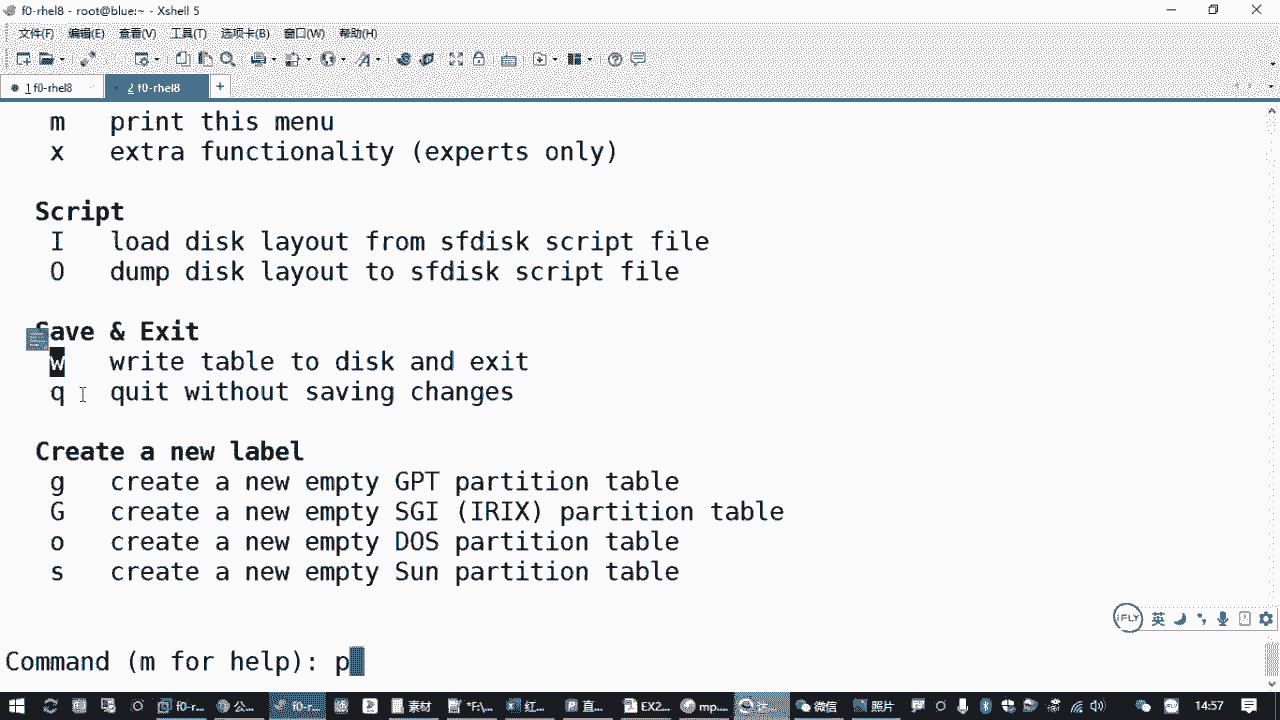 f0-rhel8 - root@blue:~ - Xshell 5
文件(F) 编辑(E) 查看(V) 工具(T) 选项卡(B) 窗口(W) 帮助(H)
1 f0-rhel8 2 f0-rhel8 +
m print this menu
x extra functionality (experts only)
Script
I load disk layout from sfdisk script file
O dump disk layout to sfdisk script file
Save & Exit
w write table to disk and exit
q quit without saving changes
Create a new label
g create a new empty GPT partition table
G create a new empty SGI (IRIX) partition table
o create a new empty DOS partition table
s create a new empty Sun partition table
iFLY 英
Command (m for help): p
f0-r... 公... f0-r... 素材 *F:\... 红... 直... EX2... mp... 微信 照片 14:57